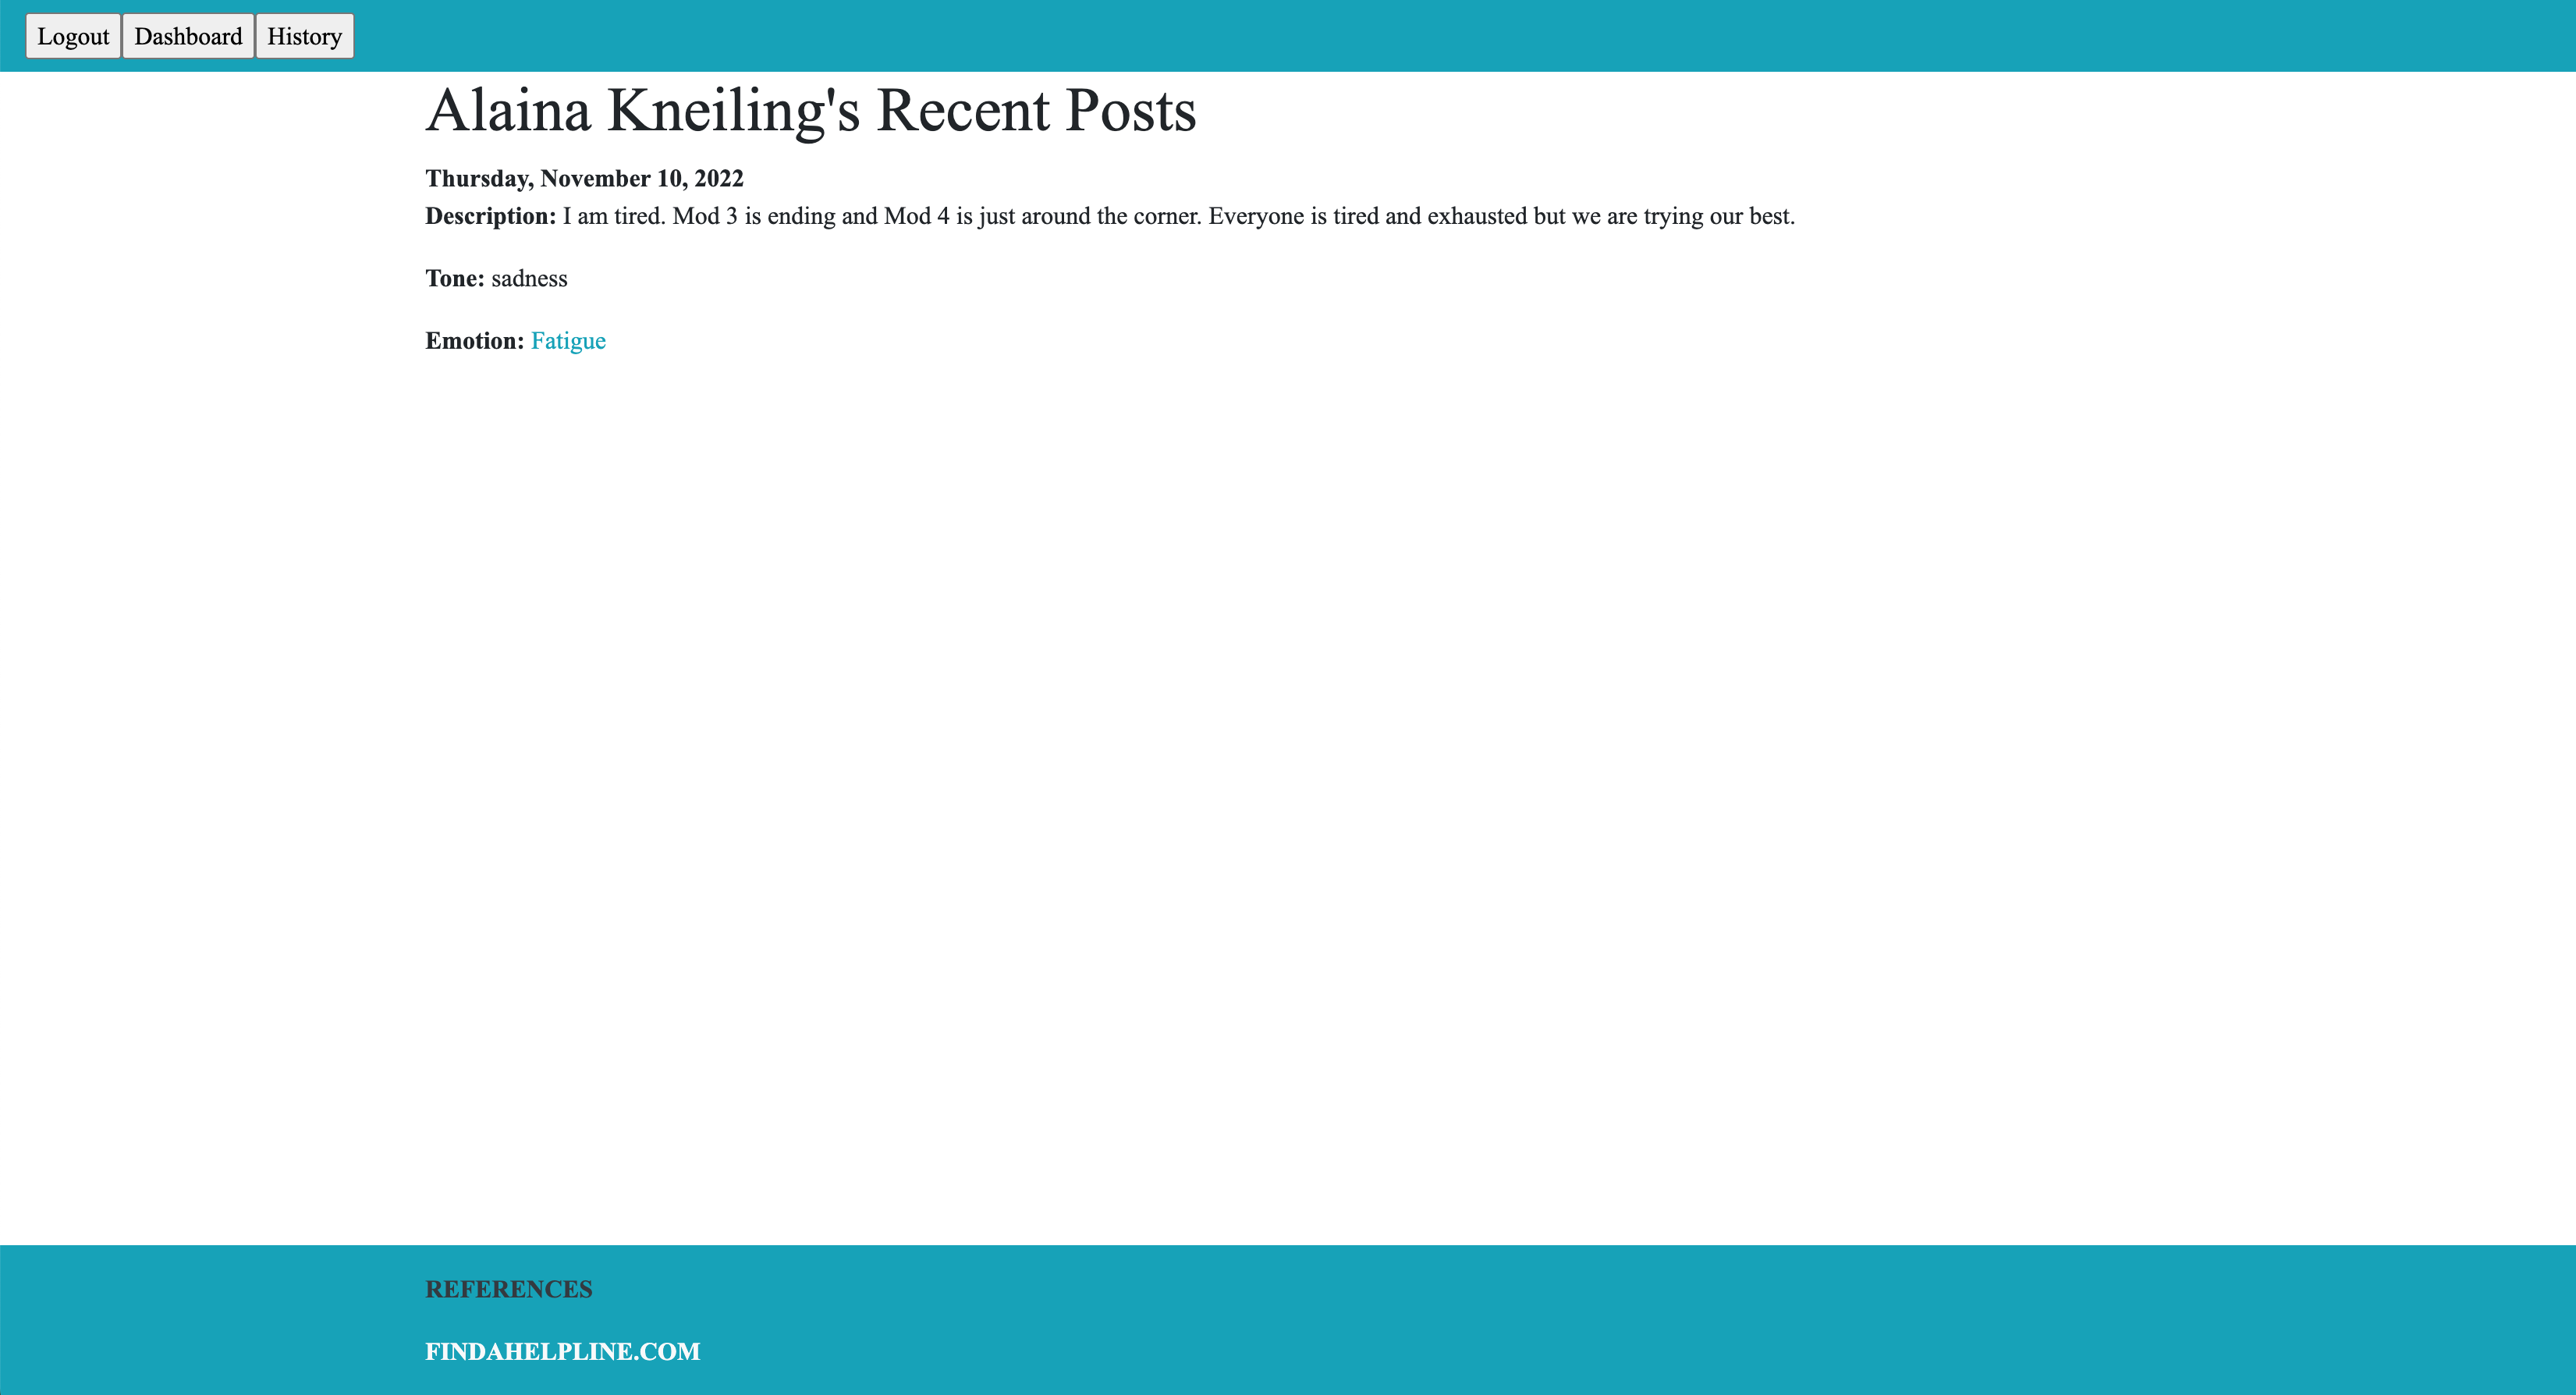 Logout Dashboard History
Alaina Kneiling's Recent Posts
Thursday, November 10, 2022
Description: I am tired. Mod 3 is ending and Mod 4 is just around the corner. Everyone is tired and exhausted but we are trying our best.
Tone: sadness
Emotion: Fatigue
REFERENCES
FINDAHELPLINE.COM